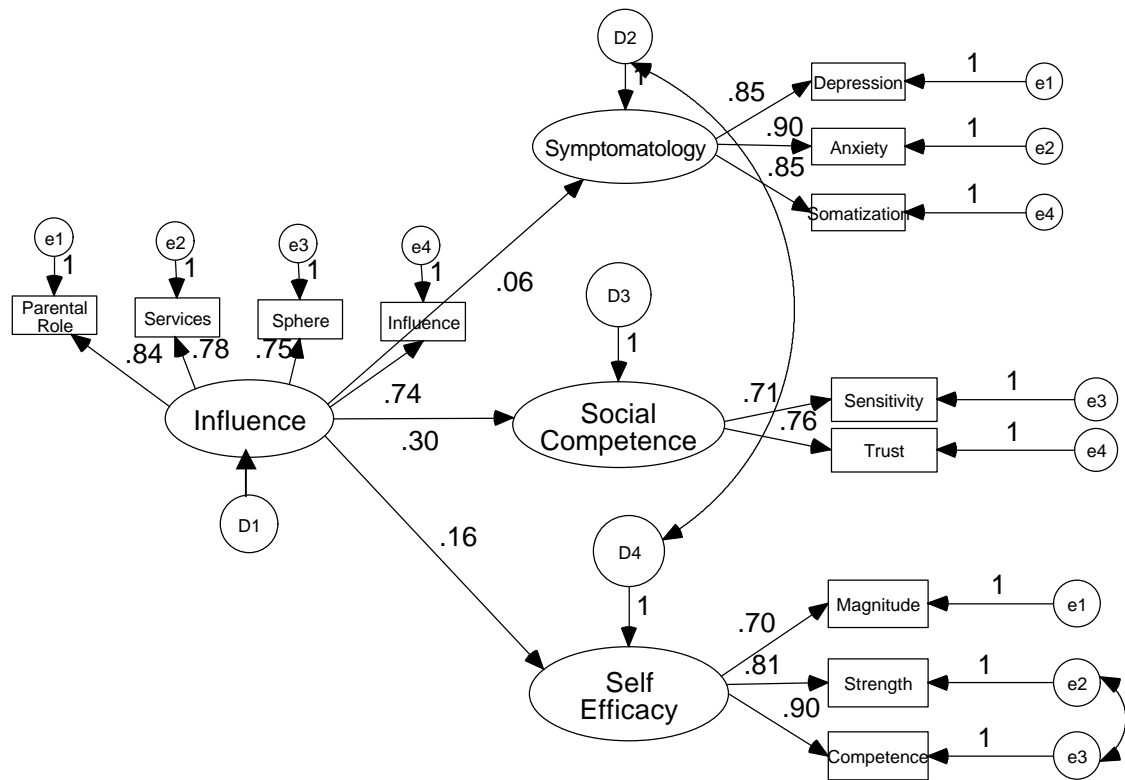 D2
1
.85
Depression
1
e1
.90
Anxiety
1
e2
Symptomatology
.85
Somatization
1
e4
e1
1
Parental
Role
e2
1
Services
e3
1
Sphere
e4
1
Influence
.06
D3
1
.84
.78
.75
.74
Influence
.30
Social
Competence
.71
Sensitivity
1
e3
.76
Trust
1
e4
D1
.16
D4
1
Self
Efficacy
.70
Magnitude
1
e1
.81
Strength
1
e2
.90
Competence
1
e3